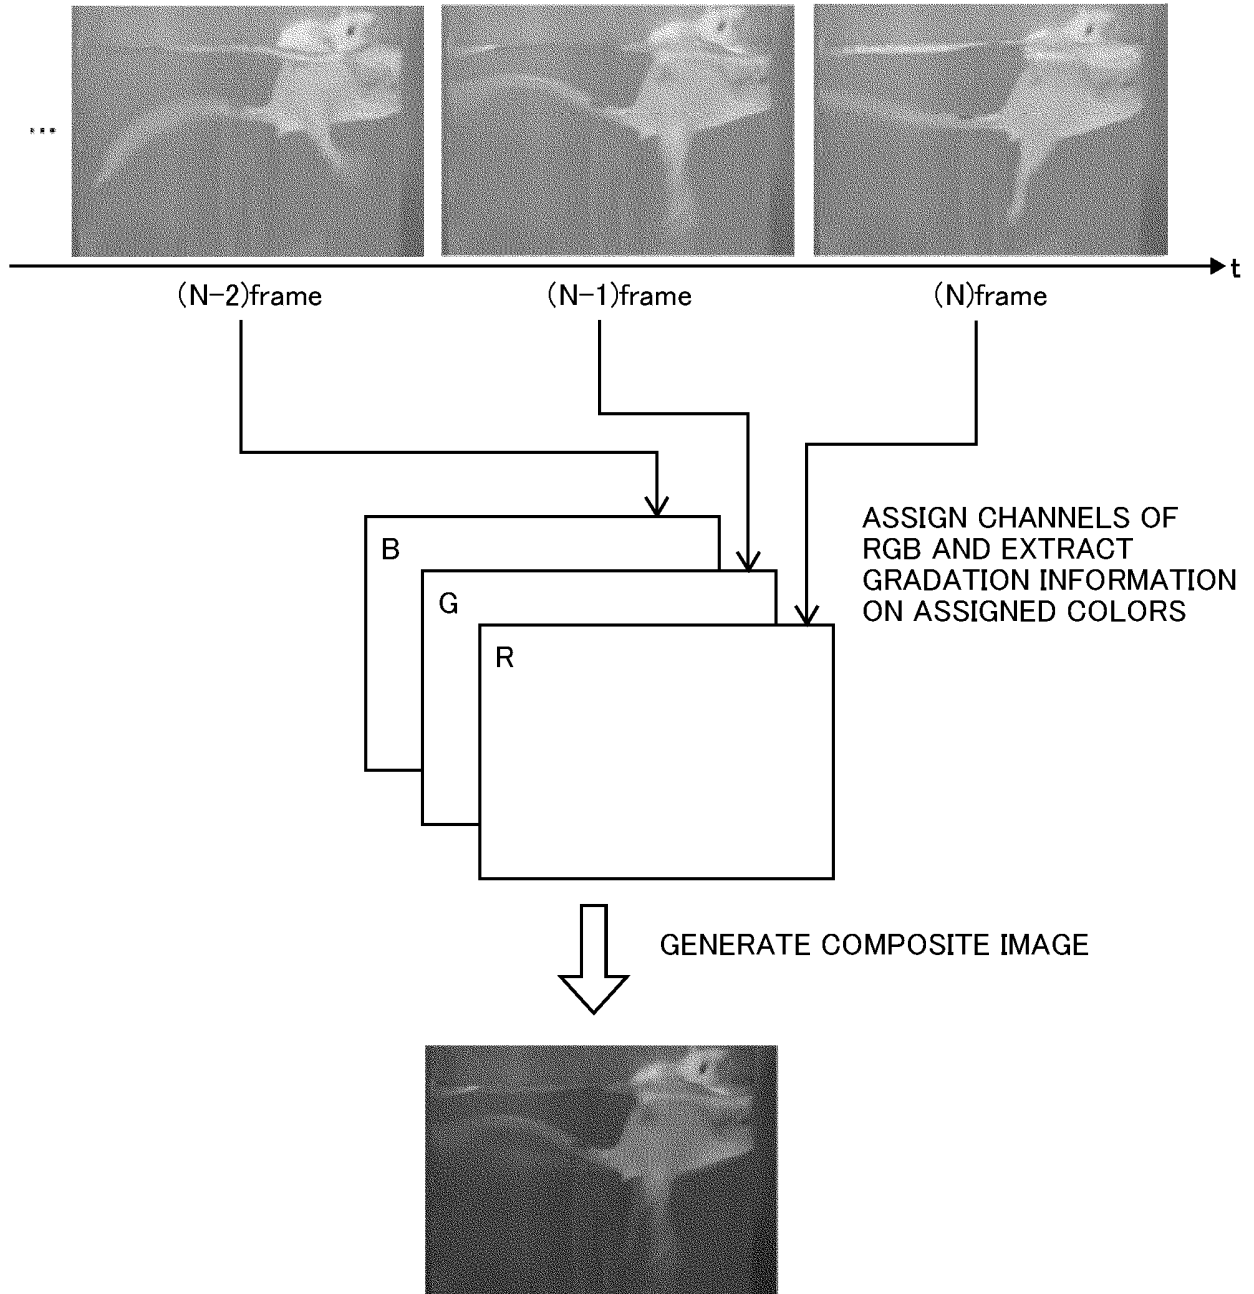 ...
t
(N-2)frame
(N-1)frame
(N)frame
ASSIGN CHANNELS OF
RGB AND EXTRACT
GRADATION INFORMATION
ON ASSIGNED COLORS
B
G
R
GENERATE COMPOSITE IMAGE